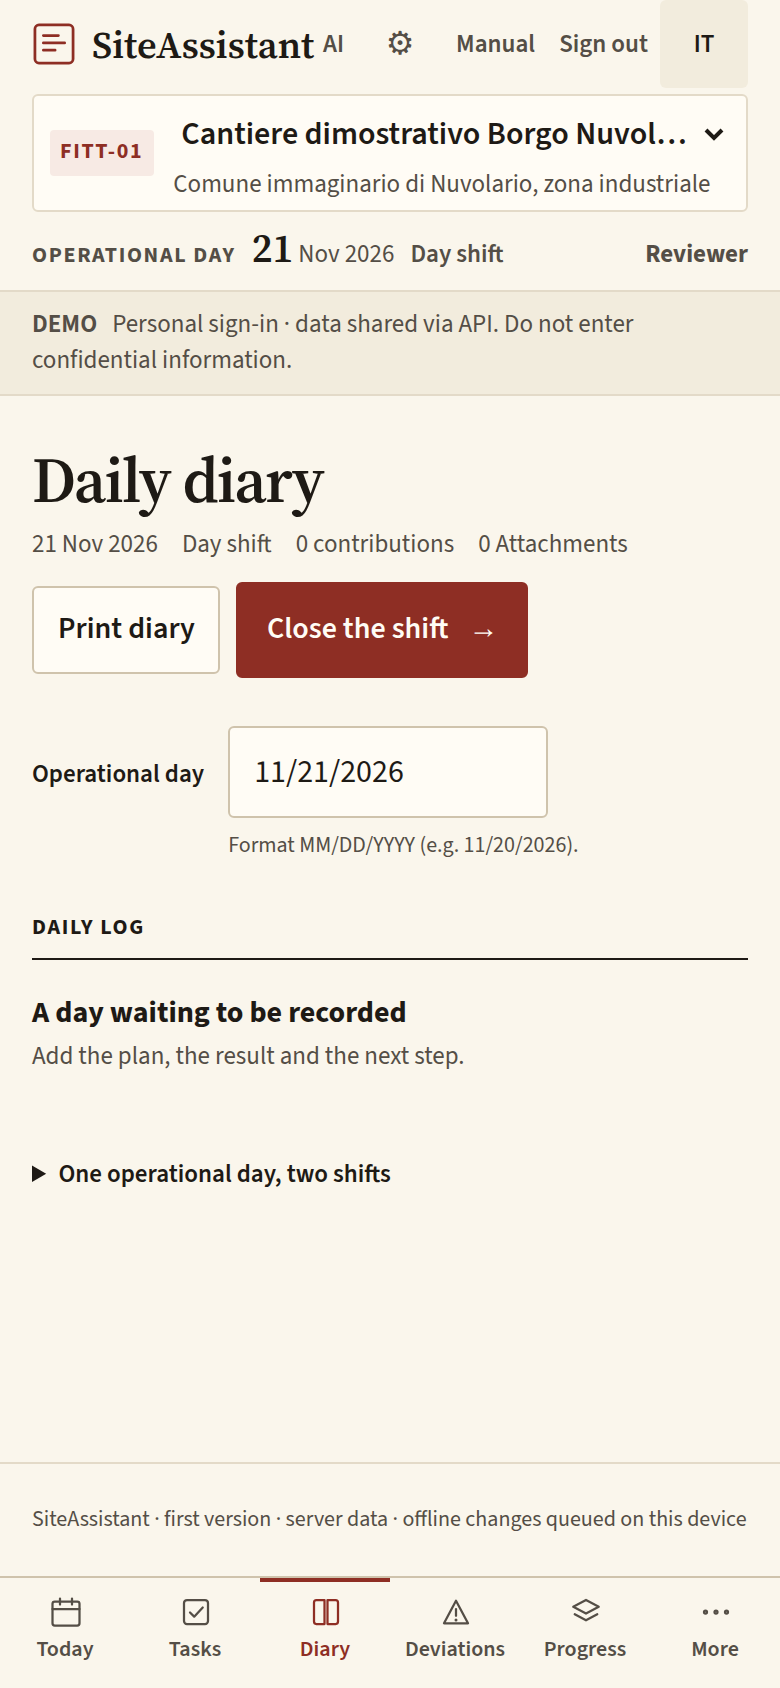 SiteAssistant AI ⚙ Manual Sign out IT
FITT-01 Cantiere dimostrativo Borgo Nuvol…
Comune immaginario di Nuvolario, zona industriale
OPERATIONAL DAY 21 Nov 2026 Day shift Reviewer
DEMO Personal sign-in · data shared via API. Do not enter
confidential information.
Daily diary
21 Nov 2026 Day shift 0 contributions 0 Attachments
Print diary Close the shift →
Operational day 11/21/2026
Format MM/DD/YYYY (e.g. 11/20/2026).
DAILY LOG
A day waiting to be recorded
Add the plan, the result and the next step.
▶ One operational day, two shifts
SiteAssistant · first version · server data · offline changes queued on this device
Today Tasks Diary Deviations Progress More